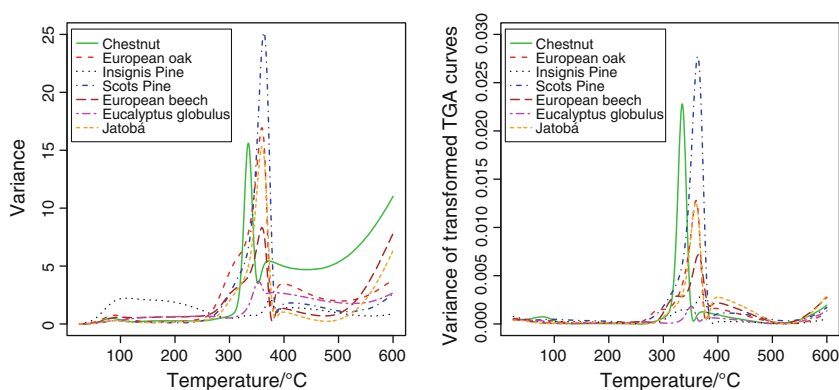 Variance
25
20
15
10
5
0
Chestnut
European oak
Insignis Pine
Scots Pine
European beech
Eucalyptus globulus
Jatobá
100 200 300 400 500 600
Temperature/°C
Variance of transformed TGA curves
0.030
0.025
0.020
0.015
0.010
0.005
0.000
Chestnut
European oak
Insignis Pine
Scots Pine
European beech
Eucalyptus globulus
Jatobá
100 200 300 400 500 600
Temperature/°C